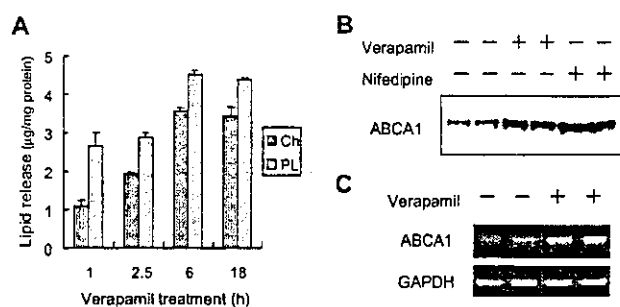 A
Lipid release (µg/mg protein)
5
4
3
2
1
0
Ch
PL
1 2.5 6 18
Verapamil treatment (h)
B
Verapamil − − + + − −
Nifedipine − − − − + +
ABCA1
C
Verapamil − − + +
ABCA1
GAPDH